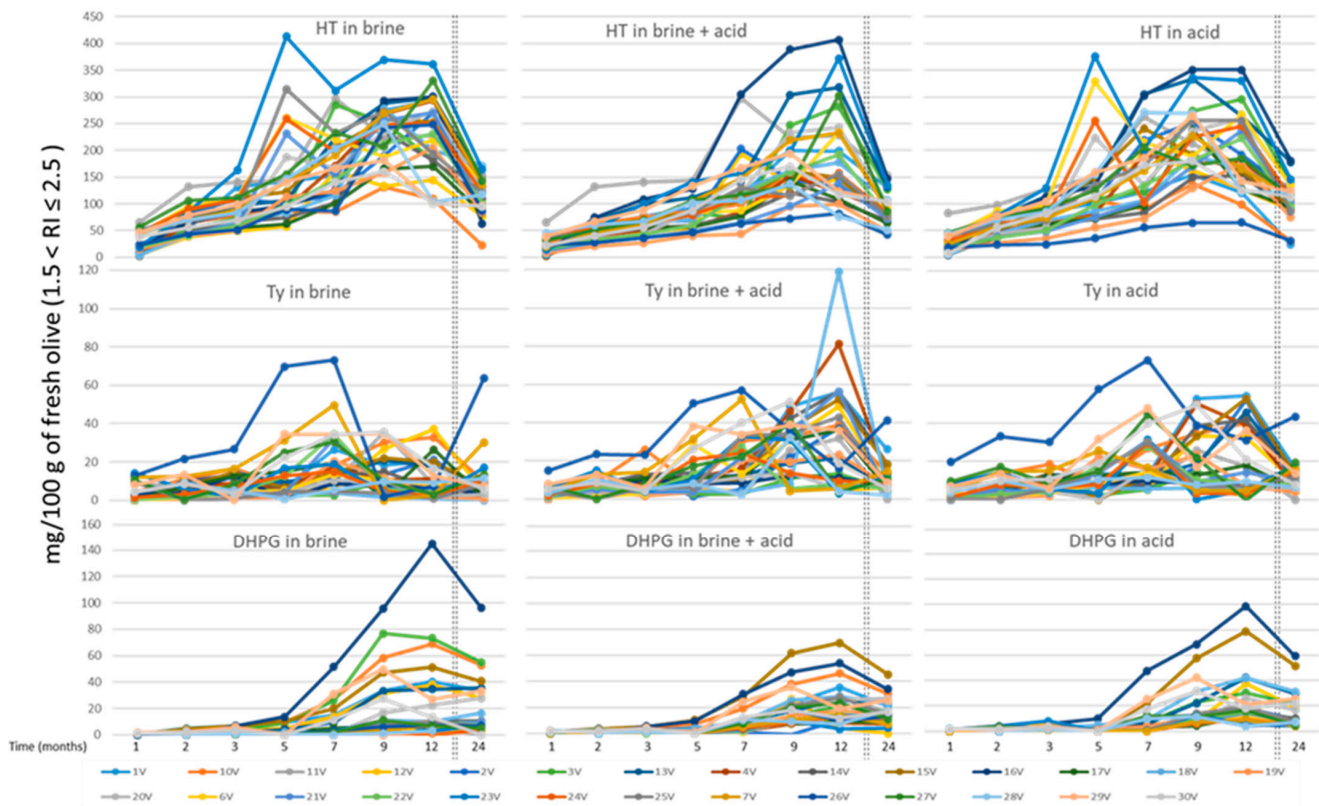 mg/100 g of fresh olive (1.5 < RI ≤ 2.5)
HT in brine
HT in brine + acid
HT in acid
450
400
350
300
250
200
150
100
50
0
Ty in brine
Ty in brine + acid
Ty in acid
120
100
80
60
40
20
0
DHPG in brine
DHPG in brine + acid
DHPG in acid
160
140
120
100
80
60
40
20
0
Time (months) 1 2 3 5 7 9 12 24 1 2 3 5 7 9 12 24 1 2 3 5 7 9 12 24
1V 10V 11V 12V 2V 3V 13V 4V 14V 15V 16V 17V 18V 19V
20V 6V 21V 22V 23V 24V 25V 7V 26V 27V 28V 29V 30V